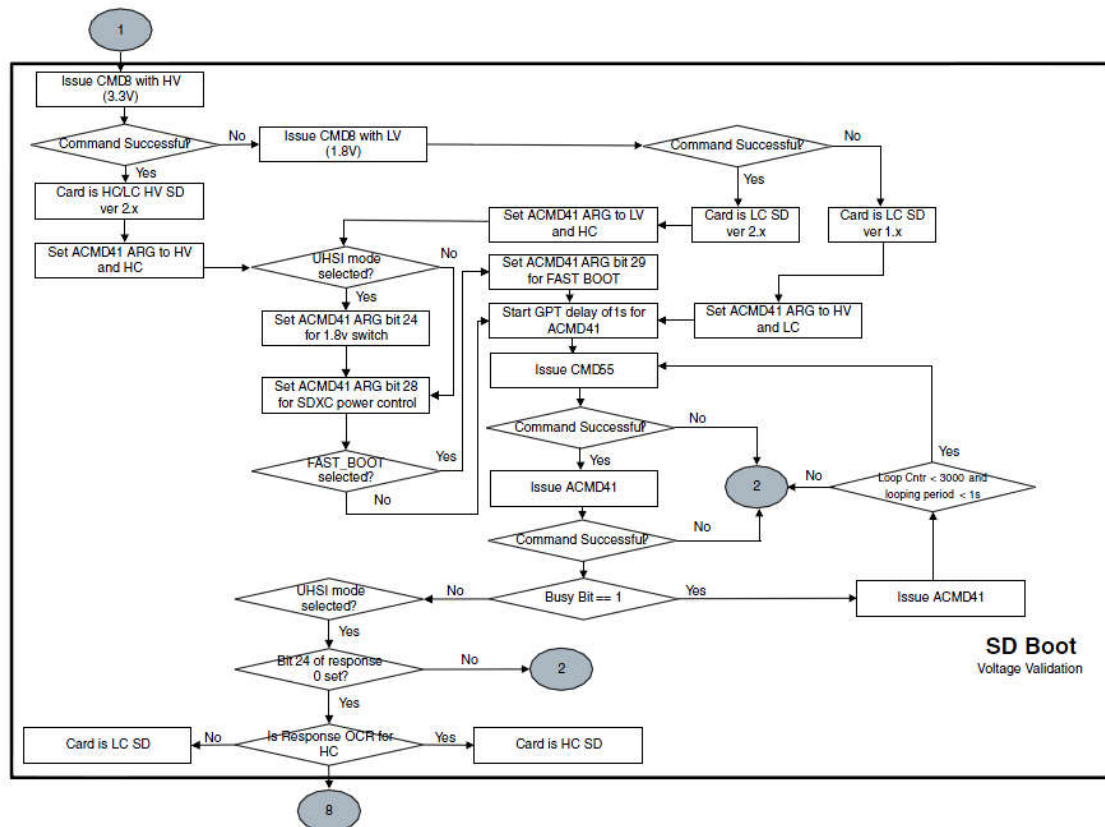 1
Issue CMD8 with HV
(3.3V)
Command Successful?
No
Issue CMD8 with LV
(1.8V)
Command Successful?
No
Yes
Yes
Card is HC/LC HV SD
ver 2.x
Set ACMD41 ARG to LV
and HC
Card is LC SD
ver 2.x
Card is LC SD
ver 1.x
Set ACMD41 ARG to HV
and HC
UHSI mode
selected?
No
Set ACMD41 ARG bit 29
for FAST BOOT
Yes
Set ACMD41 ARG bit 24
for 1.8v switch
Start GPT delay of1s for
ACMD41
Set ACMD41 ARG to HV
and LC
Issue CMD55
Set ACMD41 ARG bit 28
for SDXC power control
Command Successful?
No
Yes
FAST_BOOT
selected?
Yes
Yes
No
Issue ACMD41
2
No
Loop Cntr < 3000 and
looping period < 1s
Command Successful?
No
UHSI mode
selected?
No
Busy Bit == 1
Yes
Issue ACMD41
Yes
SD Boot
Voltage Validation
Bit 24 of response
0 set?
No
2
Yes
Card is LC SD
No
Is Response OCR for
HC
Yes
Card is HC SD
8